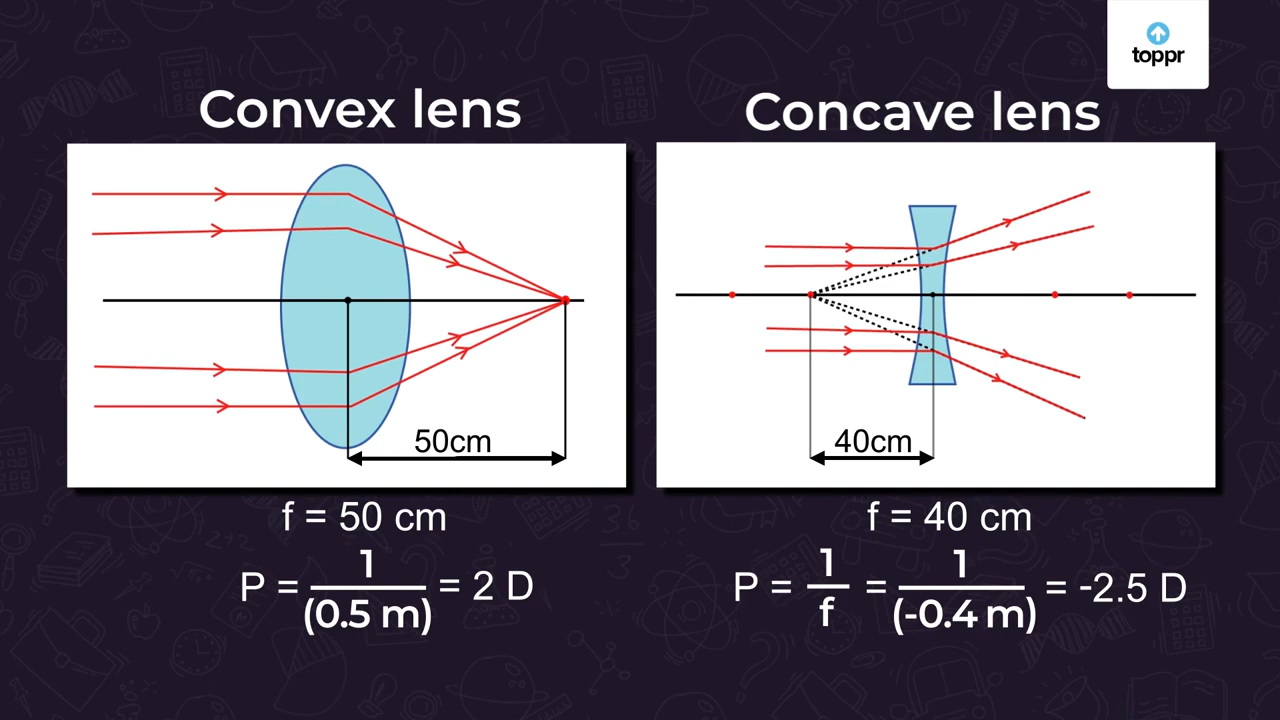 toppr
Convex lens
50cm
f = 50 cm
P = 1/(0.5 m) = 2 D
Concave lens
40cm
f = 40 cm
P = 1/f = 1/(-0.4 m) = -2.5 D